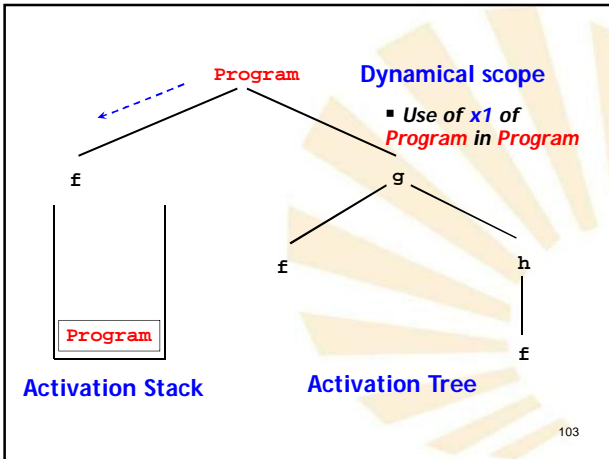 Program
Dynamical scope
▪ Use of x1 of
Program in Program
f
g
f
h
Program
f
Activation Stack
Activation Tree
103